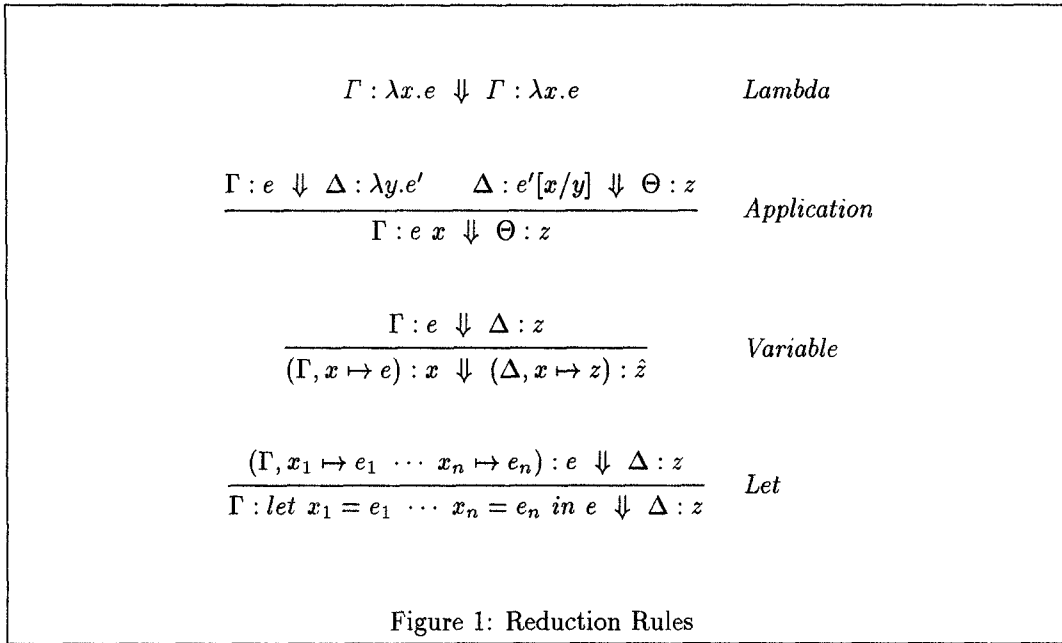 Γ : λx.e ⇓ Γ : λx.e Lambda
Γ : e ⇓ Δ : λy.e′ Δ : e′[x/y] ⇓ Θ : z
Γ : e x ⇓ Θ : z
Application
Γ : e ⇓ Δ : z
(Γ, x ↦ e) : x ⇓ (Δ, x ↦ z) : ẑ
Variable
(Γ, x₁ ↦ e₁ ⋯ xₙ ↦ eₙ) : e ⇓ Δ : z
Γ : let x₁ = e₁ ⋯ xₙ = eₙ in e ⇓ Δ : z
Let
Figure 1: Reduction Rules